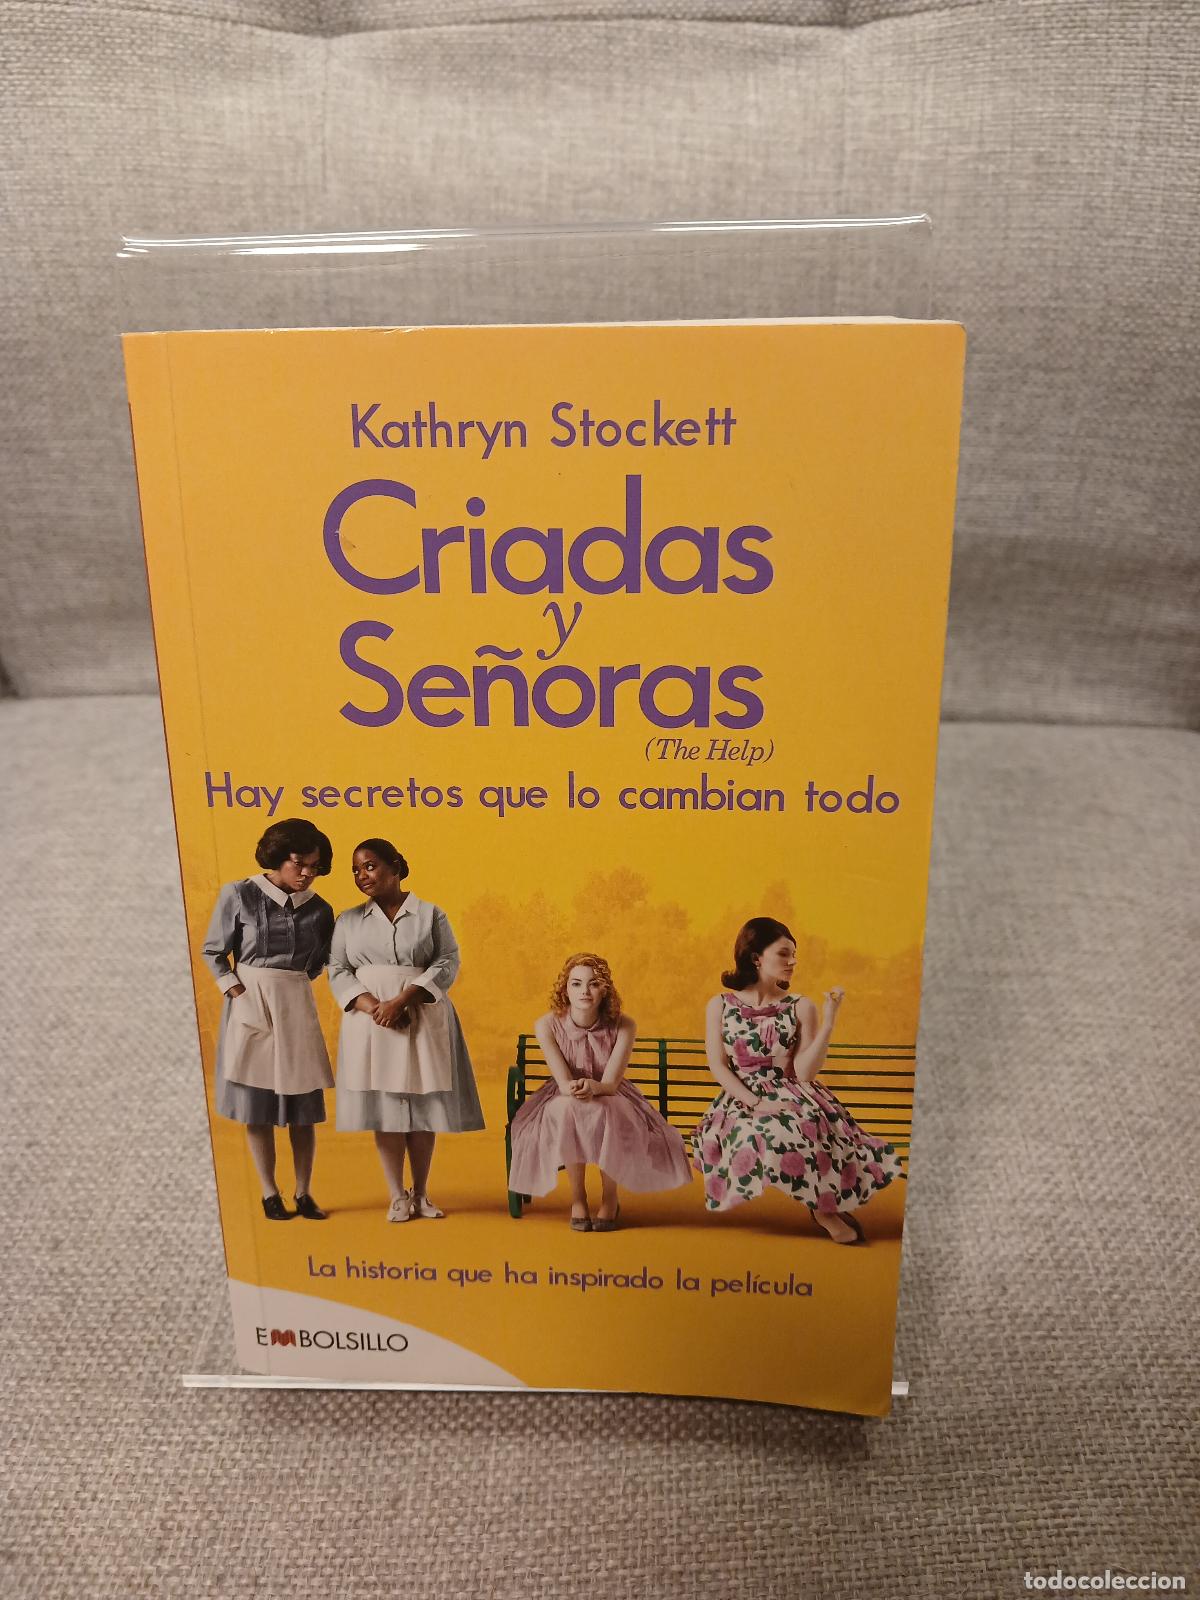 Kathryn Stockett
Criadas
y
Señoras
(The Help)
Hay secretos que lo cambian todo
La historia que ha inspirado la película
EMBOLSILLO
todocoleccion